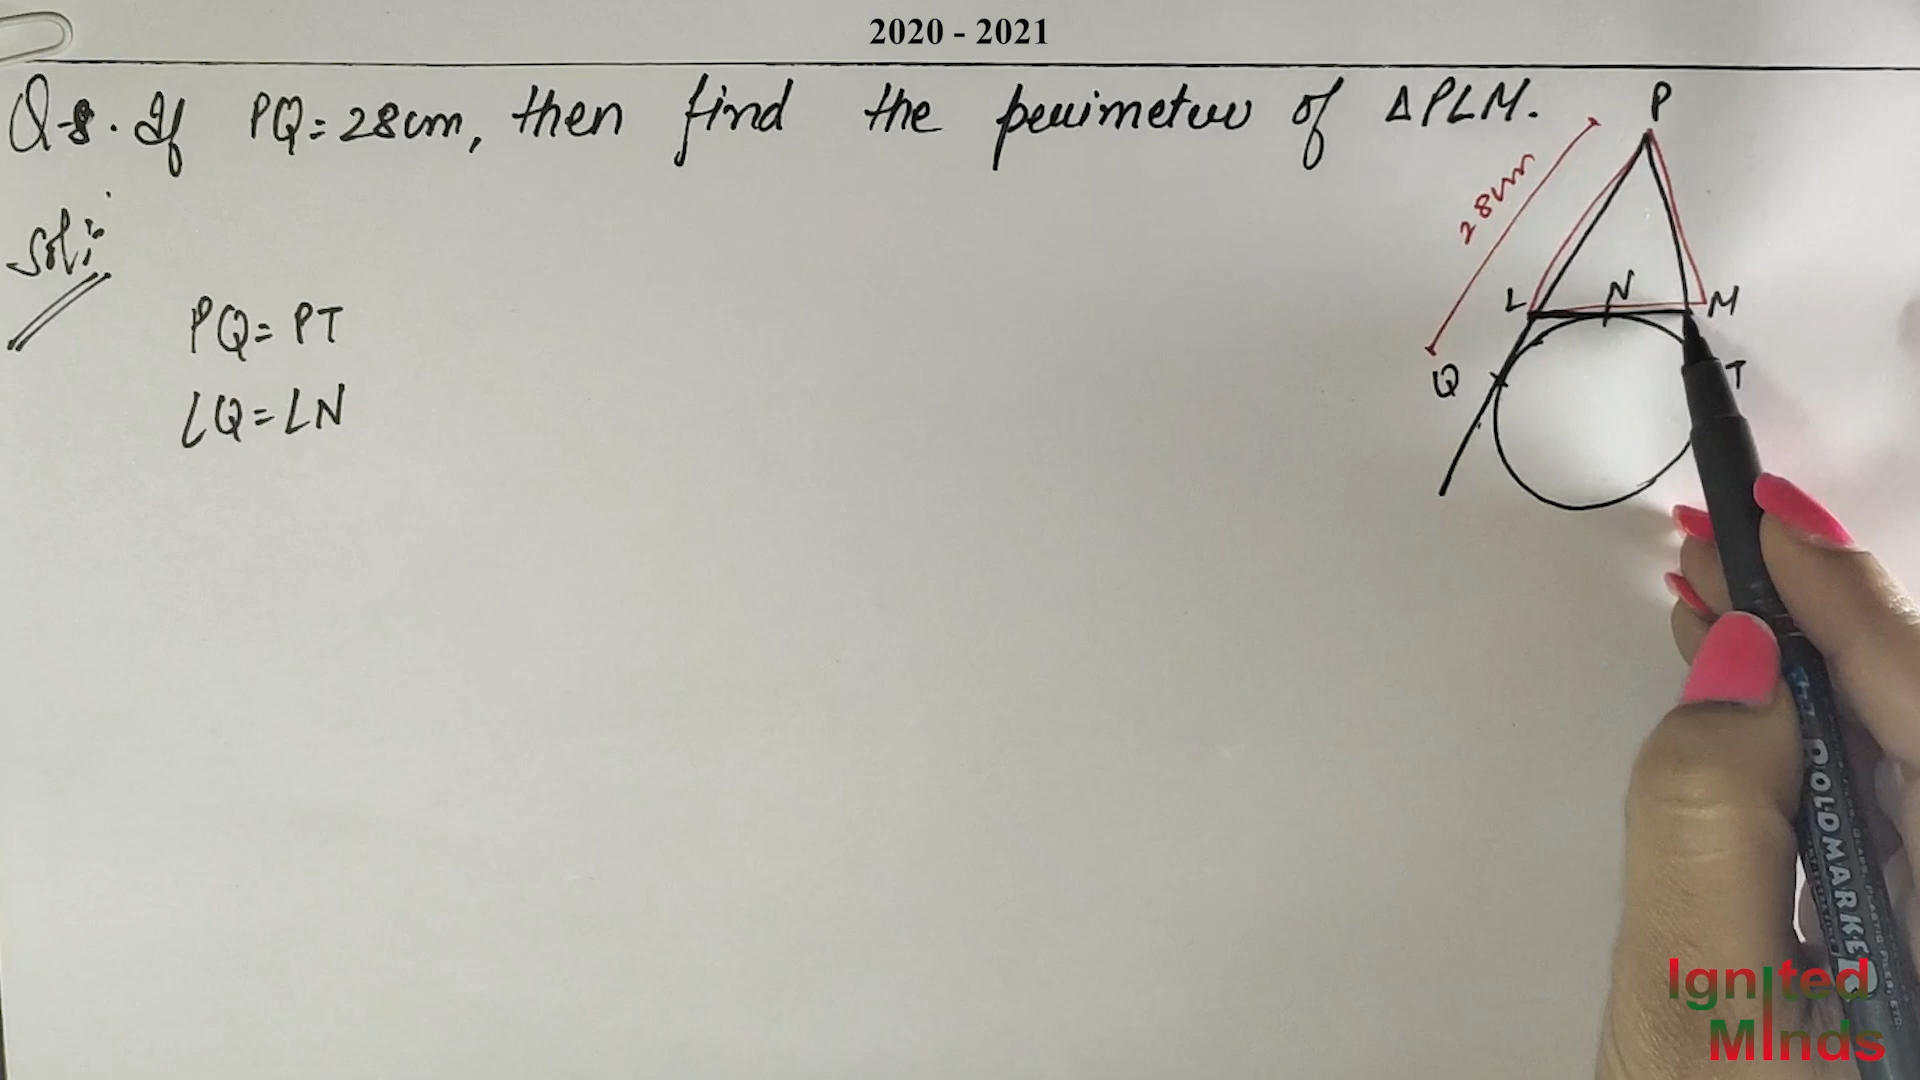 2020 - 2021
Q-8. If PQ=28cm, then find the perimeter of ΔPLM.
P
28cm
Sol:
L N M
PQ=PT
Q T
LQ=LN
DOLDMARKER
Ignited
Minds